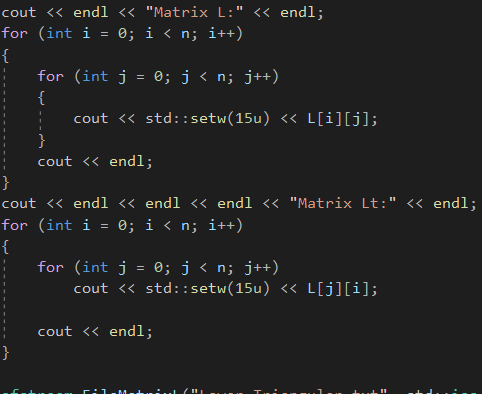 cout << endl << "Matrix L:" << endl;
for (int i = 0; i < n; i++)
{
for (int j = 0; j < n; j++)
{
cout << std::setw(15u) << L[i][j];
}
cout << endl;
}
cout << endl << endl << endl << "Matrix Lt:" << endl;
for (int i = 0; i < n; i++)
{
for (int j = 0; j < n; j++)
cout << std::setw(15u) << L[j][i];
cout << endl;
}